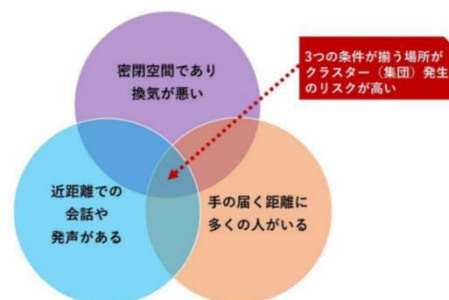 密閉空間であり
換気が悪い
3つの条件が揃う場所が
クラスター（集団）発生
のリスクが高い
近距離での
会話や
発声がある
手の届く距離に
多くの人がいる